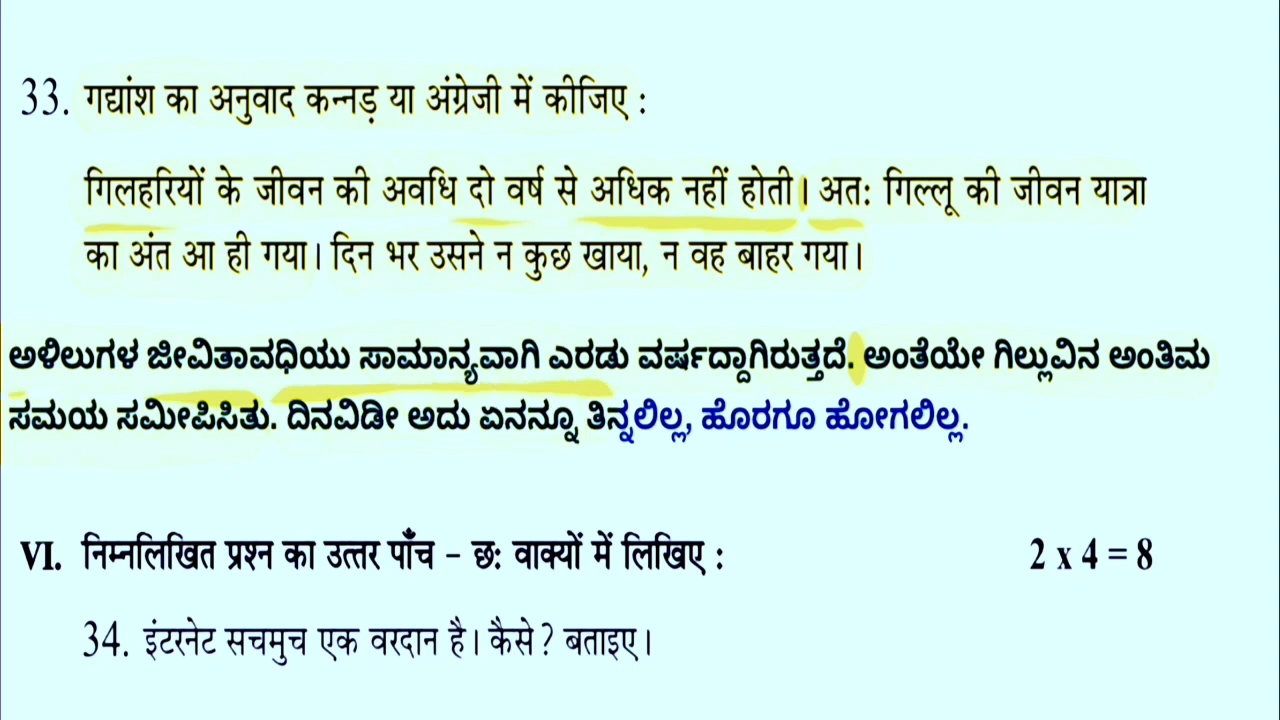 33. गद्यांश का अनुवाद कन्नड़ या अंग्रेजी में कीजिए :
गिलहरियों के जीवन की अवधि दो वर्ष से अधिक नहीं होती। अत: गिल्लू की जीवन यात्रा
का अंत आ ही गया। दिन भर उसने न कुछ खाया, न वह बाहर गया।
ಅಳಿಲುಗಳ ಜೀವಿತಾವಧಿಯು ಸಾಮಾನ್ಯವಾಗಿ ಎರಡು ವರ್ಷದ್ದಾಗಿರುತ್ತದೆ. ಅಂತೆಯೇ ಗಿಲ್ಲುವಿನ ಅಂತಿಮ
ಸಮಯ ಸಮೀಪಿಸಿತು. ದಿನವಿಡೀ ಅದು ಏನನ್ನೂ ತಿನ್ನಲಿಲ್ಲ, ಹೊರಗೂ ಹೋಗಲಿಲ್ಲ.
VI. निम्नलिखित प्रश्न का उत्तर पाँच - छ: वाक्यों में लिखिए : 2 x 4 = 8
34. इंटरनेट सचमुच एक वरदान है। कैसे? बताइए।